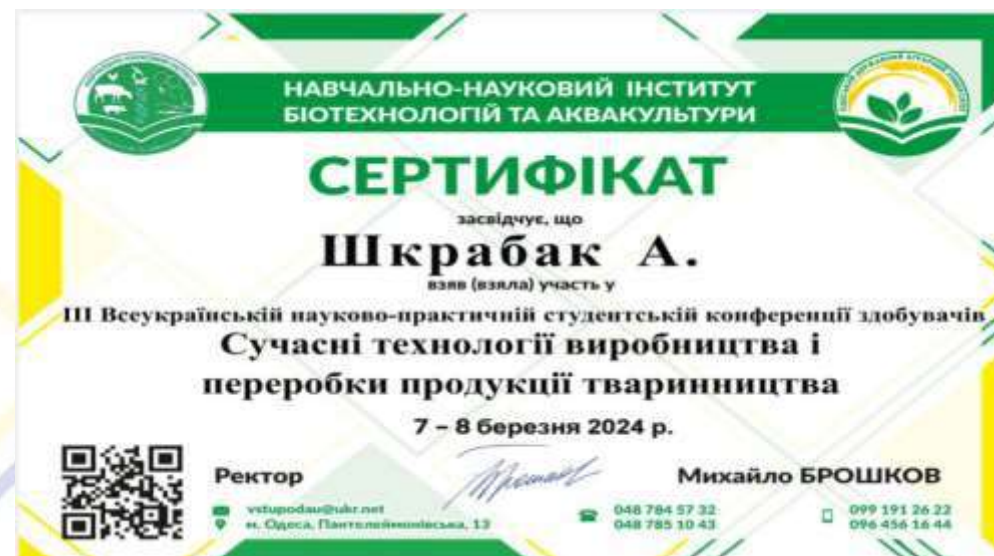 НАВЧАЛЬНО-НАУКОВИЙ ІНСТИТУТ
БІОТЕХНОЛОГІЙ ТА АКВАКУЛЬТУРИ
СЕРТИФІКАТ
засвідчує, що
Шкрабак А.
взяв (взяла) участь у
ІІІ Всеукраїнській науково-практичній студентській конференції здобувачів
Сучасні технології виробництва і
переробки продукції тваринництва
7 – 8 березня 2024 р.
Ректор
Михайло БРОШКОВ
vstupodau@ukr.net
м. Одеса, Пантелеймонівська, 13
048 784 57 32
048 785 10 43
099 191 26 22
096 456 16 44